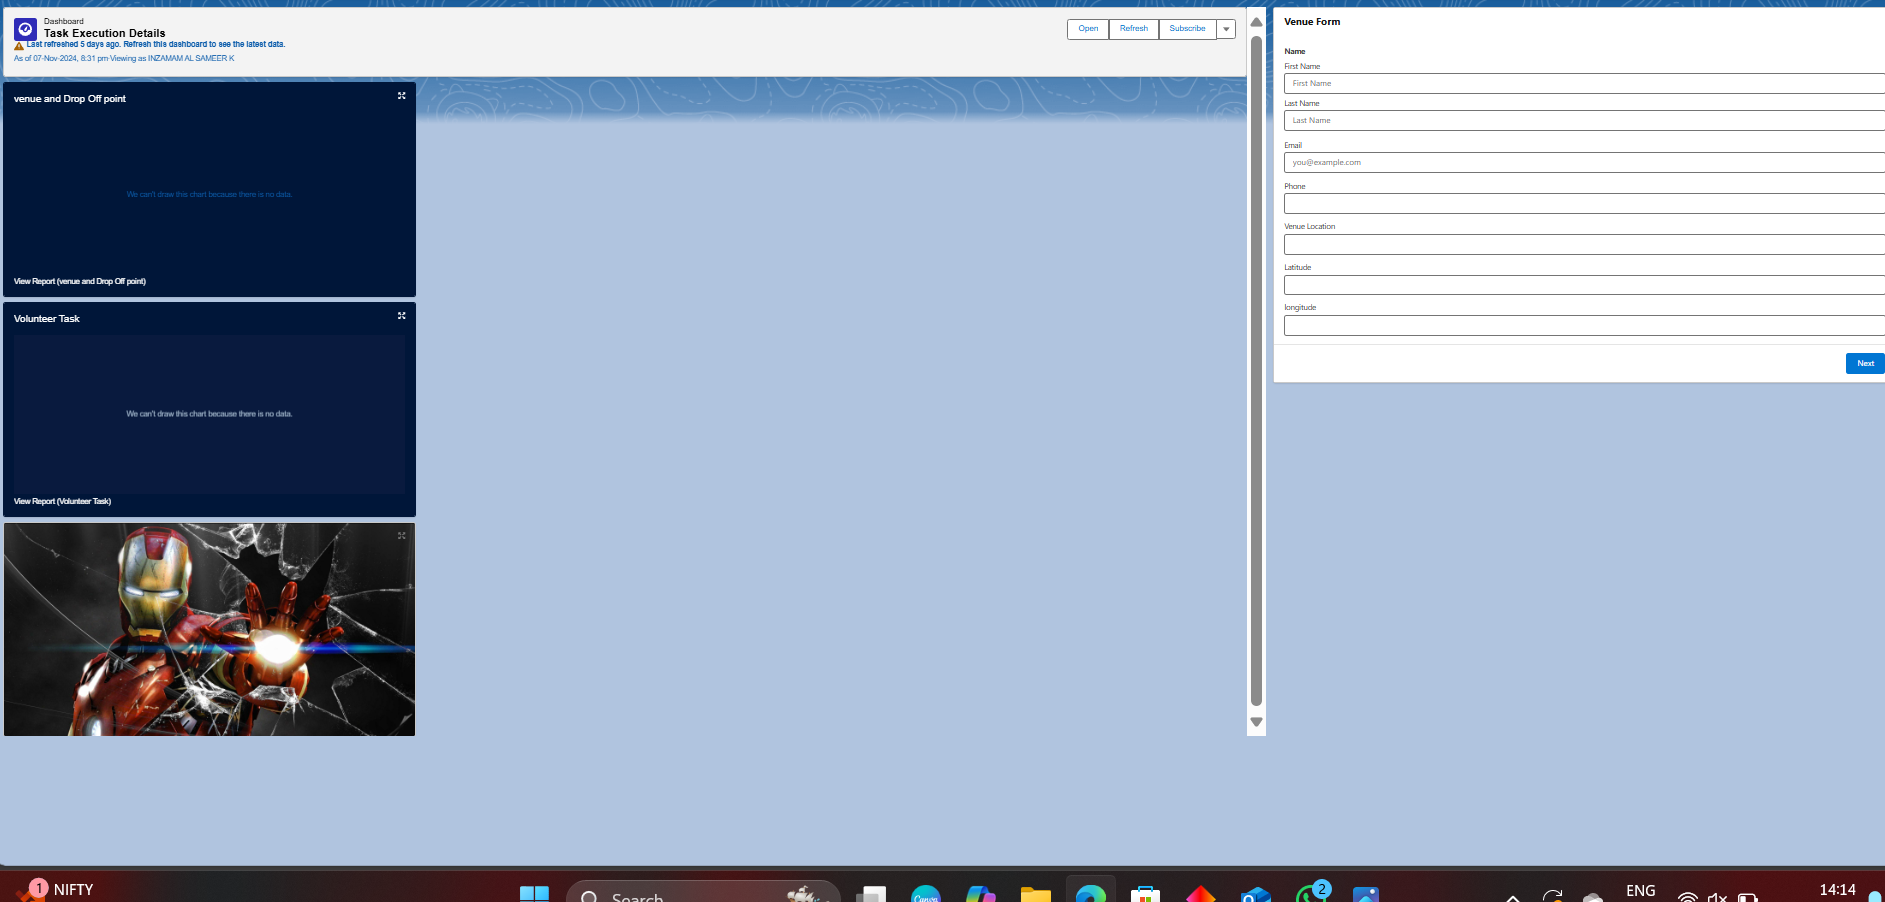 Dashboard
Task Execution Details
Last refreshed 5 days ago. Refresh this dashboard to see the latest data.
As of 07-Nov-2024, 8:31 pm·Viewing as INZAMAM AL SAMEER K
Open
Refresh
Subscribe
venue and Drop Off point
We can't draw this chart because there is no data.
View Report (venue and Drop Off point)
Volunteer Task
We can't draw this chart because there is no data.
View Report (Volunteer Task)
Venue Form
Name
First Name
First Name
Last Name
Last Name
Email
you@example.com
Phone
Venue Location
Latitude
longitude
Next
1
NIFTY
Search
Canva
2
ENG
14:14